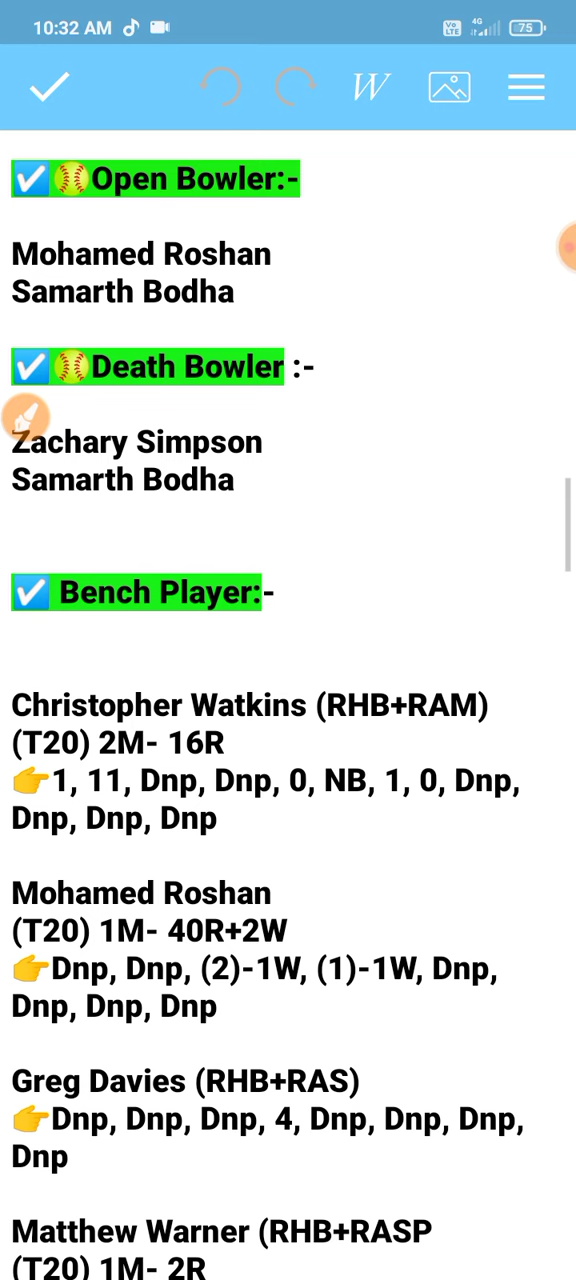 10:32 AM
Vo LTE 4G 75
W
✅🥎Open Bowler:-
Mohamed Roshan
Samarth Bodha
✅🥎Death Bowler :-
Zachary Simpson
Samarth Bodha
✅ Bench Player:-
Christopher Watkins (RHB+RAM)
(T20) 2M- 16R
👉1, 11, Dnp, Dnp, 0, NB, 1, 0, Dnp,
Dnp, Dnp, Dnp
Mohamed Roshan
(T20) 1M- 40R+2W
👉Dnp, Dnp, (2)-1W, (1)-1W, Dnp,
Dnp, Dnp, Dnp
Greg Davies (RHB+RAS)
👉Dnp, Dnp, Dnp, 4, Dnp, Dnp, Dnp,
Dnp
Matthew Warner (RHB+RASP
(T20) 1M- 2R